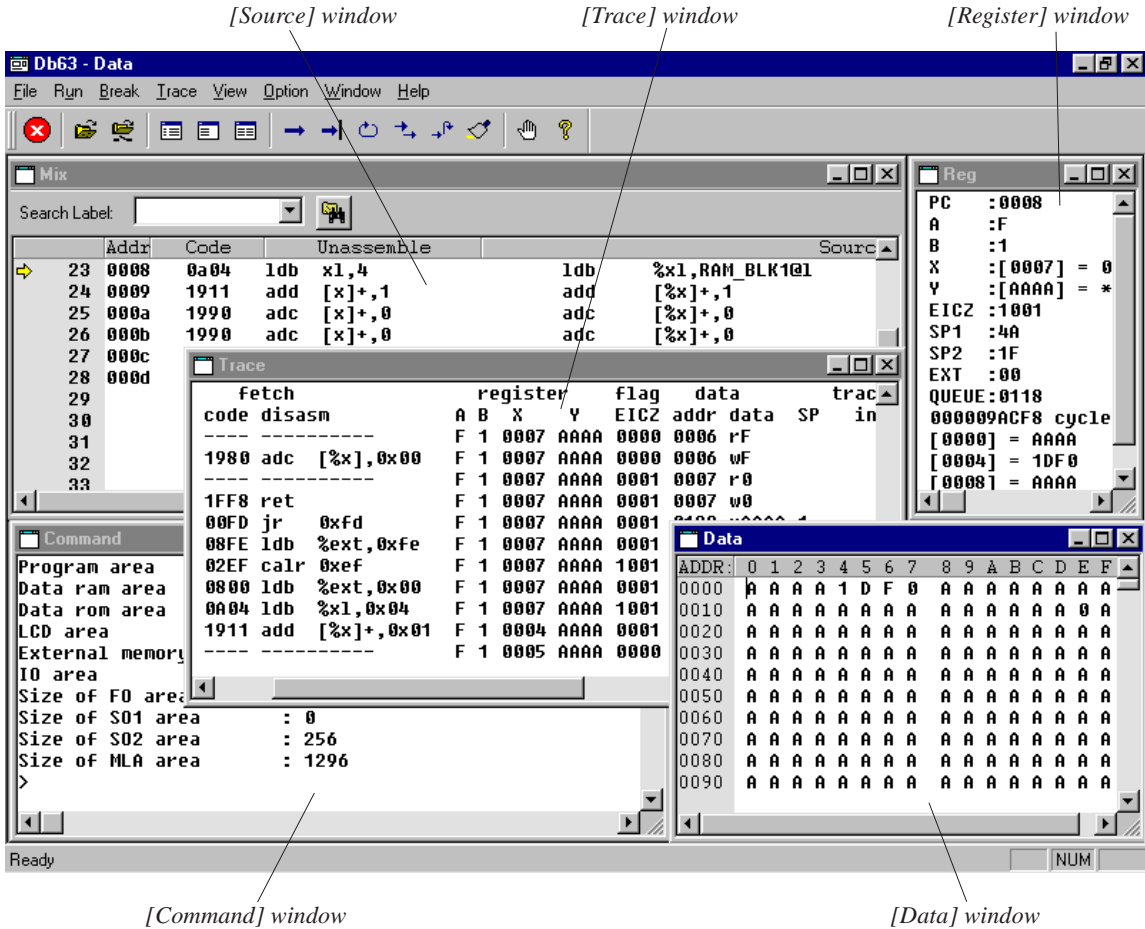 [Source] window [Trace] window [Register] window
Db63 - Data
File Run Break Trace View Option Window Help
Mix
Search Label:
Addr Code Unassemble Sourc
23 0008 0a04 ldb xl,4 ldb %xl,RAM_BLK1@l
24 0009 1911 add [x]+,1 add [%x]+,1
25 000a 1990 adc [x]+,0 adc [%x]+,0
26 000b 1990 adc [x]+,0 adc [%x]+,0
27 000c
28 000d
29
30
31
32
33
Reg
PC :0008
A :F
B :1
X :[0007] = 0
Y :[AAAA] = *
EICZ :1001
SP1 :4A
SP2 :1F
EXT :00
QUEUE:0118
000009ACF8 cycle
[0000] = AAAA
[0004] = 1DF0
[0008] = AAAA
Trace
fetch register flag data trac
code disasm A B X Y EICZ addr data SP in
---- ---------- F 1 0007 AAAA 0000 0006 rF
1980 adc [%x],0x00 F 1 0007 AAAA 0000 0006 wF
---- ---------- F 1 0007 AAAA 0001 0007 r0
1FF8 ret F 1 0007 AAAA 0001 0007 w0
00FD jr 0xfd F 1 0007 AAAA 0001
08FE ldb %ext,0xfe F 1 0007 AAAA 0001
02EF calr 0xef F 1 0007 AAAA 1001
0800 ldb %ext,0x00 F 1 0007 AAAA 0001
0A04 ldb %xl,0x04 F 1 0007 AAAA 1001
1911 add [%x]+,0x01 F 1 0004 AAAA 0001
---- ---------- F 1 0005 AAAA 0000
Command
Program area
Data ram area
Data rom area
LCD area
External memory
IO area
Size of FO area
Size of SO1 area : 0
Size of SO2 area : 256
Size of MLA area : 1296
>
Data
ADDR: 0 1 2 3 4 5 6 7 8 9 A B C D E F
0000 A A A A 1 D F 0 A A A A A A A A
0010 A A A A A A A A A A A A A A 0 A
0020 A A A A A A A A A A A A A A A A
0030 A A A A A A A A A A A A A A A A
0040 A A A A A A A A A A A A A A A A
0050 A A A A A A A A A A A A A A A A
0060 A A A A A A A A A A A A A A A A
0070 A A A A A A A A A A A A A A A A
0080 A A A A A A A A A A A A A A A A
0090 A A A A A A A A A A A A A A A A
Ready NUM
[Command] window [Data] window